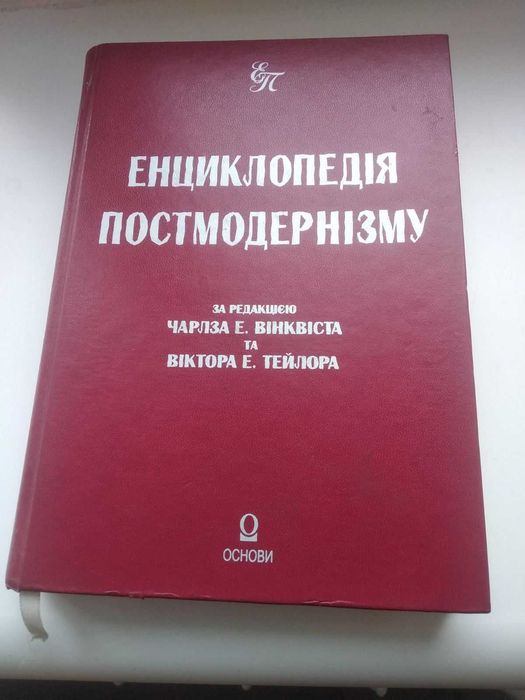 ЕП
ЕНЦИКЛОПЕДІЯ
ПОСТМОДЕРНІЗМУ
ЗА РЕДАКЦІЄЮ
ЧАРЛЗА Е. ВІНКВІСТА
ТА
ВІКТОРА Е. ТЕЙЛОРА
ОСНОВИ